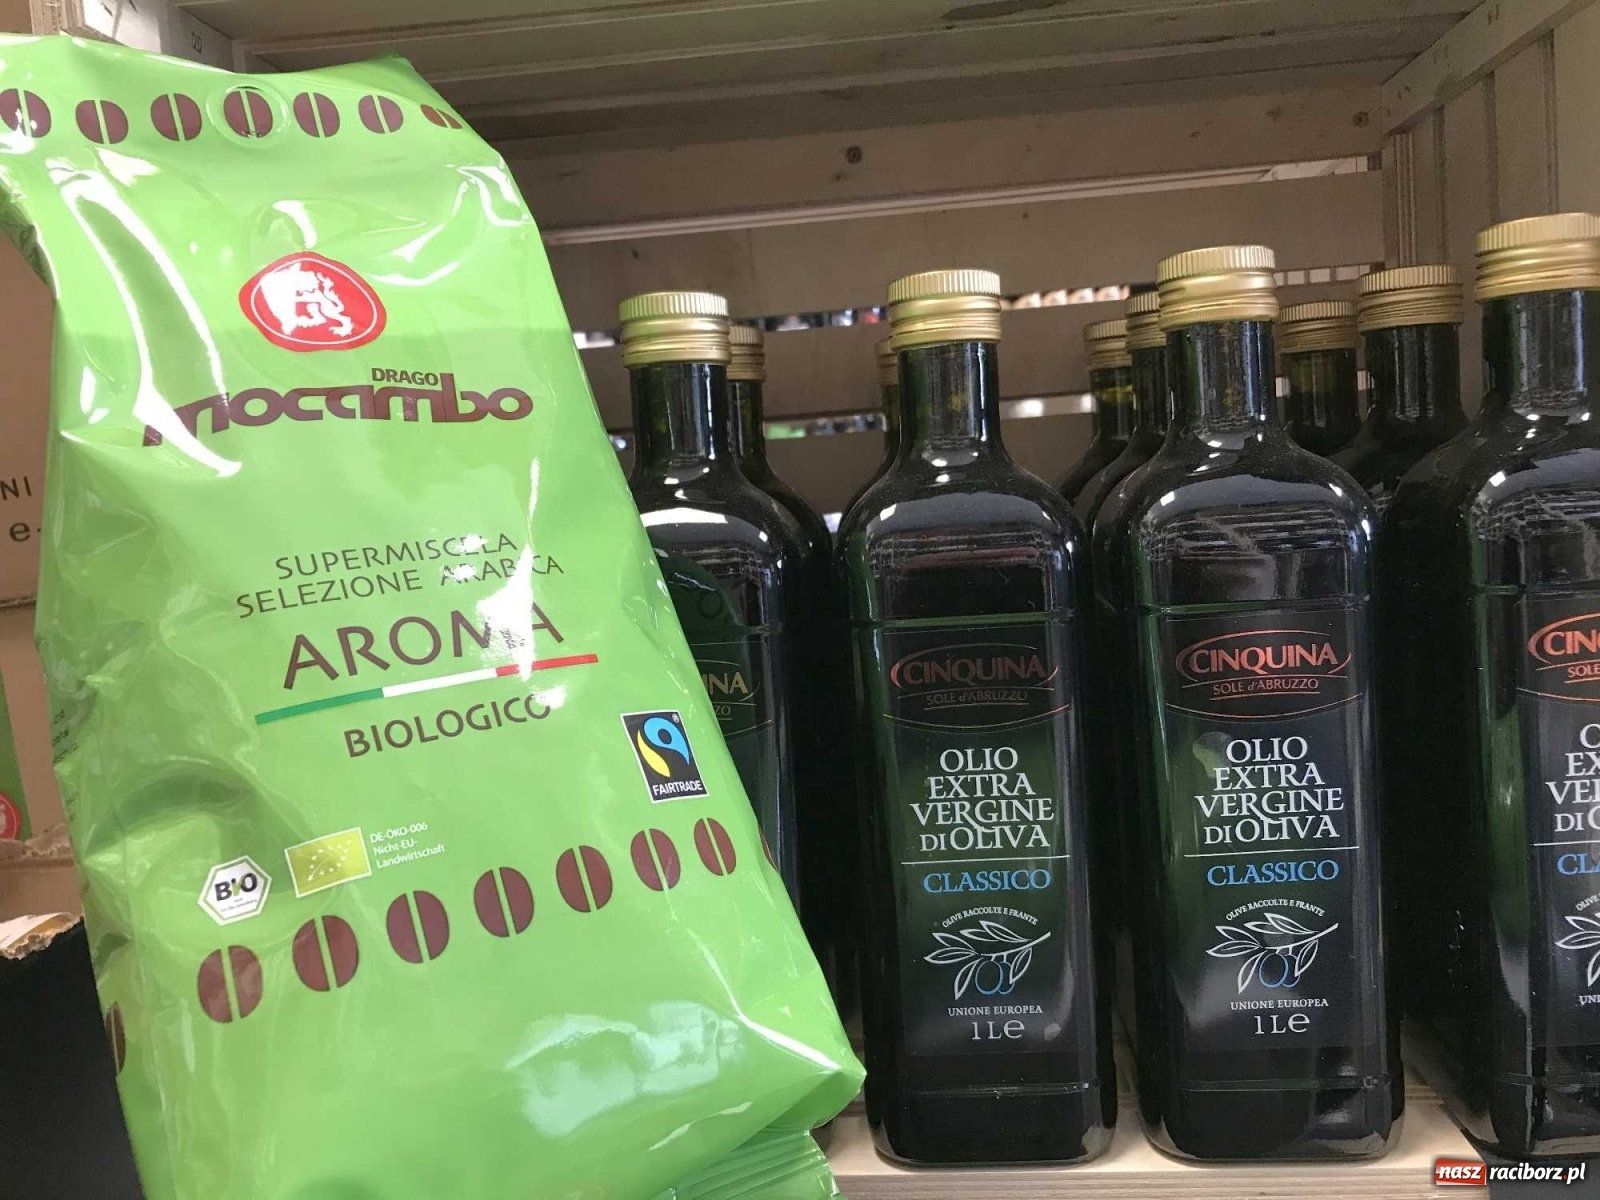 NI
e.
DRAGO
mocambo
SUPERMISCELA
SELEZIONE ARABICA
AROMA
BIOLOGICO
FAIRTRADE
BIO
DE-ÖKO-006
Nicht-EU-
Landwirtschaft
CINQUINA
SOLE d'ABRUZZO
OLIO
EXTRA
VERGINE
DI OLIVA
CLASSICO
OLIVE RACCOLTE E FRANTE
UNIONE EUROPEA
1 L e
CINQUINA
SOLE d'ABRUZZO
OLIO
EXTRA
VERGINE
DI OLIVA
CLASSICO
OLIVE RACCOLTE E FRANTE
UNIONE EUROPEA
1 L e
nasz raciborz.pl